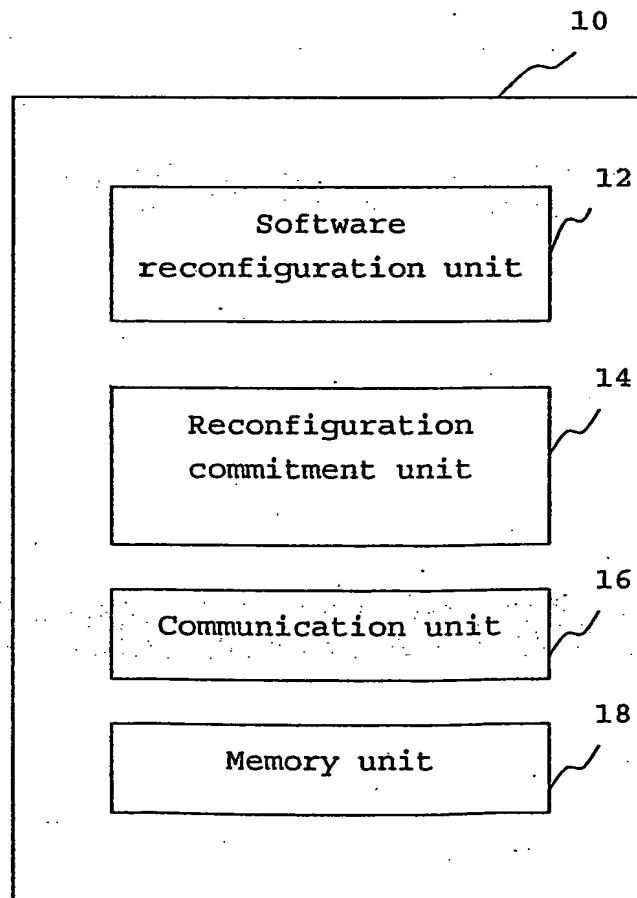 10
12
Software
reconfiguration unit
14
Reconfiguration
commitment unit
16
Communication unit
18
Memory unit